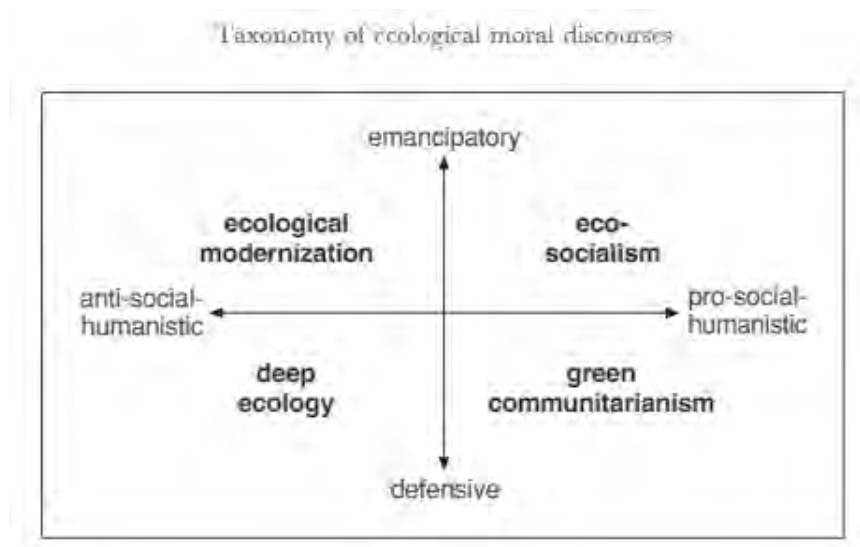 Taxonomy of ecological moral discourses
emancipatory
ecological
modernization
eco-
socialism
anti-social-
humanistic
pro-social-
humanistic
deep
ecology
green
communitarianism
defensive